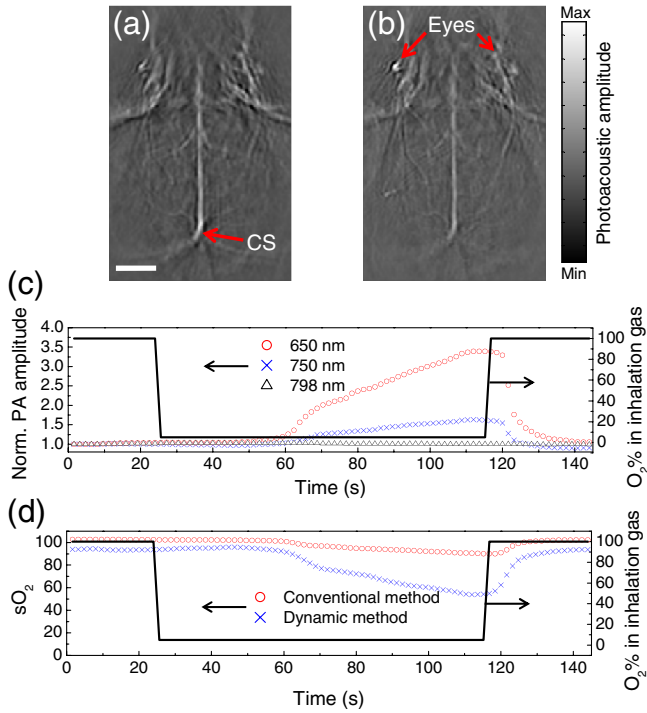 (a)
(b)
Eyes
CS
Max
Photoacoustic amplitude
Min
(c)
Norm. PA amplitude
4.0
3.5
3.0
2.5
2.0
1.5
1.0
650 nm
750 nm
798 nm
100
80
60
40
20
0
O2% in inhalation gas
0 20 40 60 80 100 120 140
Time (s)
(d)
sO2
100
80
60
40
20
0
Conventional method
Dynamic method
100
80
60
40
20
0
O2% in inhalation gas
0 20 40 60 80 100 120 140
Time (s)